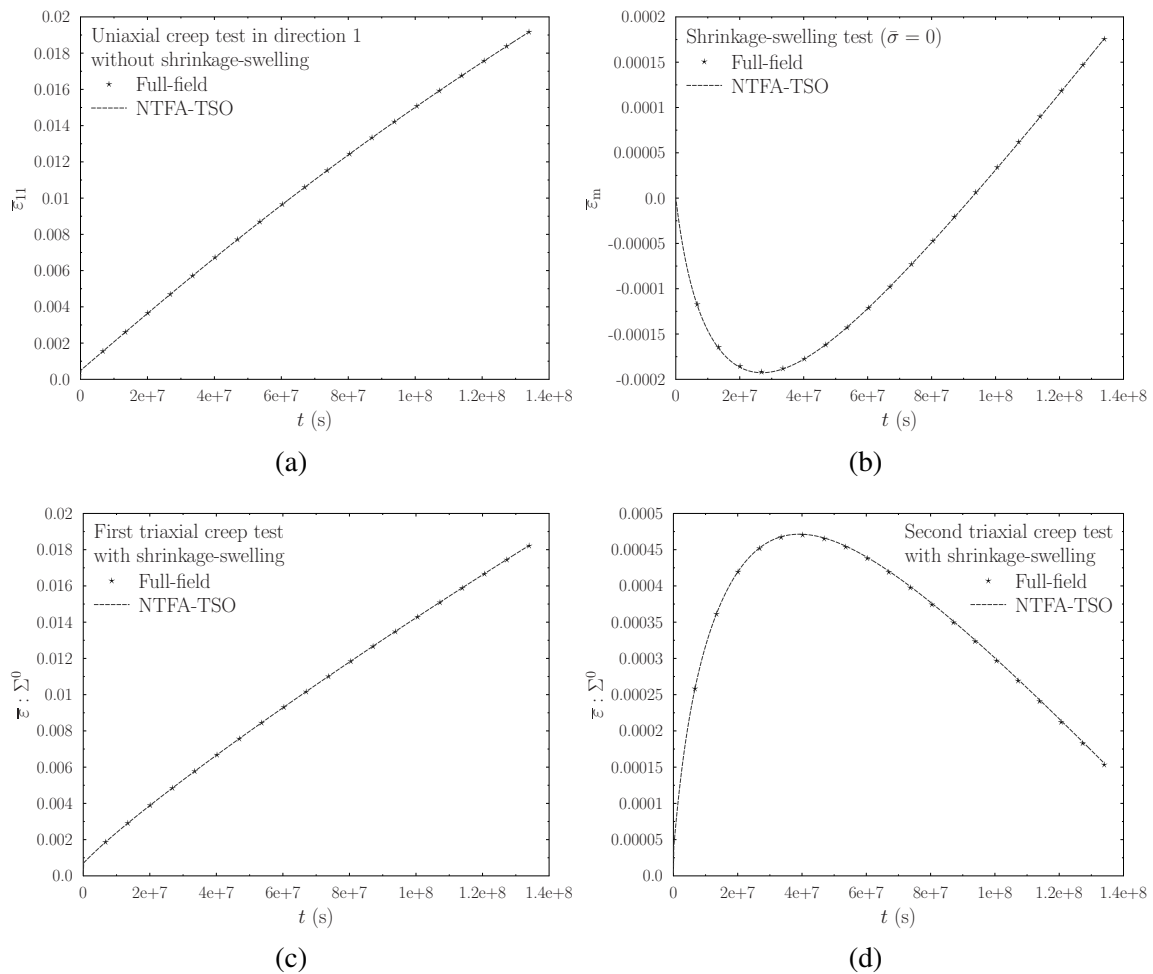 0.02
0.018
0.016
0.014
0.012
0.01
0.008
0.006
0.004
0.002
0.0
ε̅₁₁
Uniaxial creep test in direction 1
without shrinkage-swelling
Full-field
NTFA-TSO
0 2e+7 4e+7 6e+7 8e+7 1e+8 1.2e+8 1.4e+8
t (s)
(a)
0.0002
0.00015
0.0001
0.00005
0.0
-0.00005
-0.0001
-0.00015
-0.0002
ε̅ₘ
Shrinkage-swelling test (σ̄ = 0)
Full-field
NTFA-TSO
0 2e+7 4e+7 6e+7 8e+7 1e+8 1.2e+8 1.4e+8
t (s)
(b)
0.02
0.018
0.016
0.014
0.012
0.01
0.008
0.006
0.004
0.002
0.0
ε̅ : Σ⁰
First triaxial creep test
with shrinkage-swelling
Full-field
NTFA-TSO
0 2e+7 4e+7 6e+7 8e+7 1e+8 1.2e+8 1.4e+8
t (s)
(c)
0.0005
0.00045
0.0004
0.00035
0.0003
0.00025
0.0002
0.00015
0.0001
0.00005
0.0
ε̅ : Σ⁰
Second triaxial creep test
with shrinkage-swelling
Full-field
NTFA-TSO
0 2e+7 4e+7 6e+7 8e+7 1e+8 1.2e+8 1.4e+8
t (s)
(d)